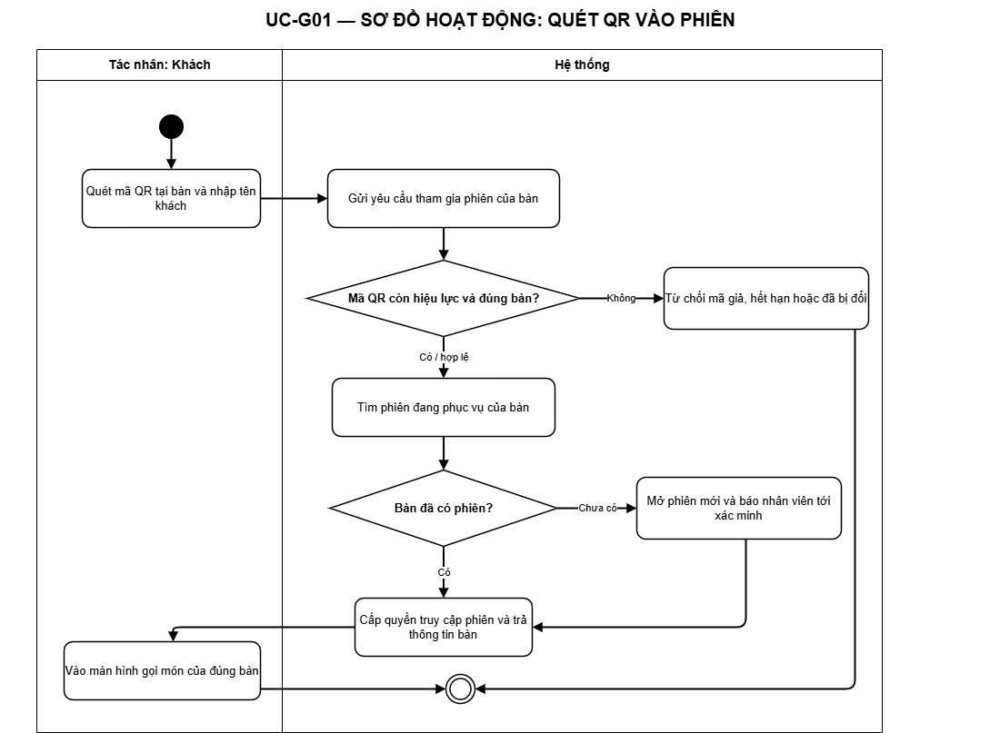 UC-G01 — SƠ ĐỒ HOẠT ĐỘNG: QUÉT QR VÀO PHIÊN
Tác nhân: Khách
Hệ thống
Quét mã QR tại bàn và nhập tên
khách
Gửi yêu cầu tham gia phiên của bàn
Mã QR còn hiệu lực và đúng bàn?
Không
Từ chối mã giả, hết hạn hoặc đã bị đổi
Có / hợp lệ
Tìm phiên đang phục vụ của bàn
Bàn đã có phiên?
Chưa có
Mở phiên mới và báo nhân viên tới
xác minh
Có
Cấp quyền truy cập phiên và trả
thông tin bàn
Vào màn hình gọi món của đúng bàn